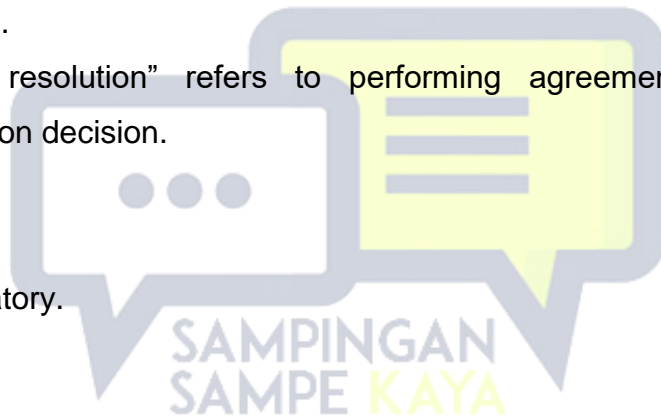 .
resolution” refers to performing agreemen
on decision.
atory.
SAMPINGAN
SAMPE KAYA